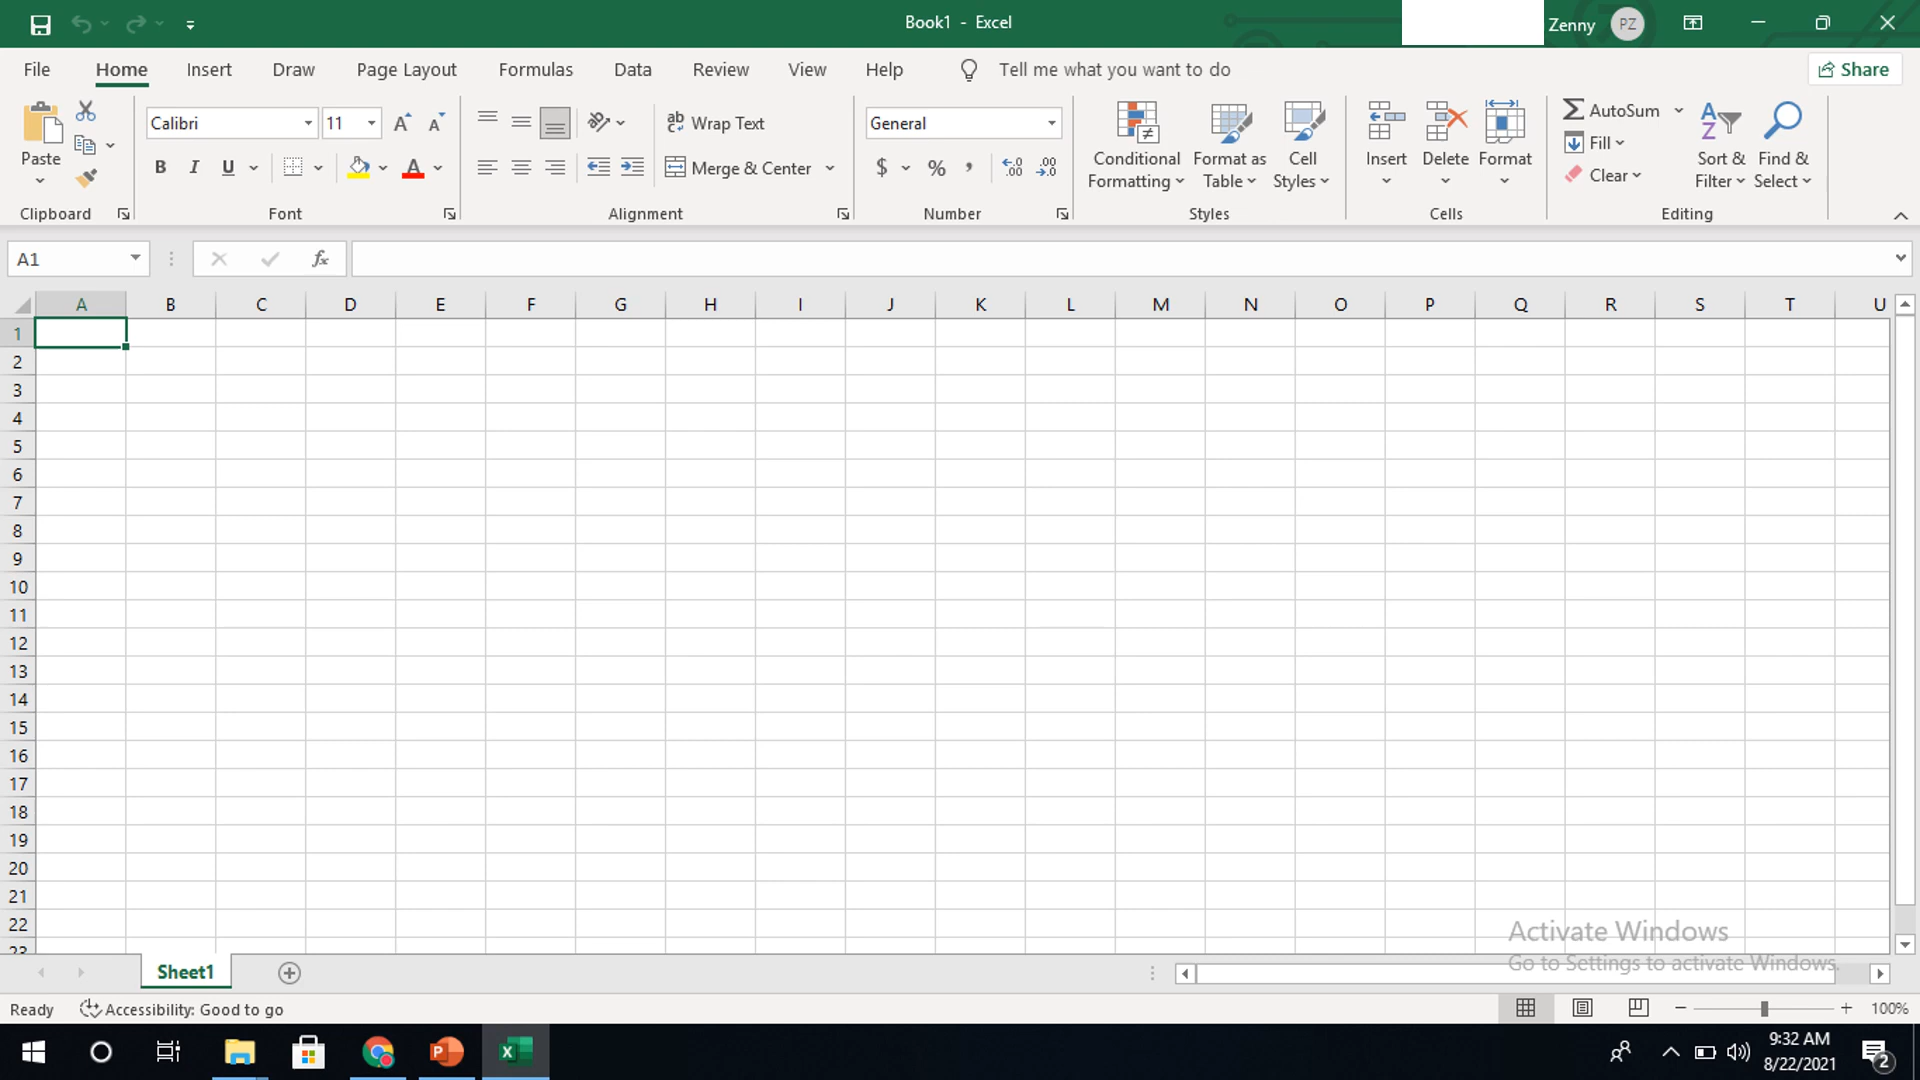 Book1 - Excel
Zenny PZ
File Home Insert Draw Page Layout Formulas Data Review View Help Tell me what you want to do Share
Paste
Calibri 11
ab Wrap Text
General
Conditional Formatting
Format as Table
Cell Styles
Insert Delete Format
AutoSum
Fill
Clear
Sort & Filter
Find & Select
B I U A
Merge & Center
$ % ,
Clipboard Font Alignment Number Styles Cells Editing
A1 fx
A B C D E F G H I J K L M N O P Q R S T U
1
2
3
4
5
6
7
8
9
10
11
12
13
14
15
16
17
18
19
20
21
22
23
Activate Windows
Go to Settings to activate Windows.
Sheet1
Ready Accessibility: Good to go 100%
9:32 AM
8/22/2021
2